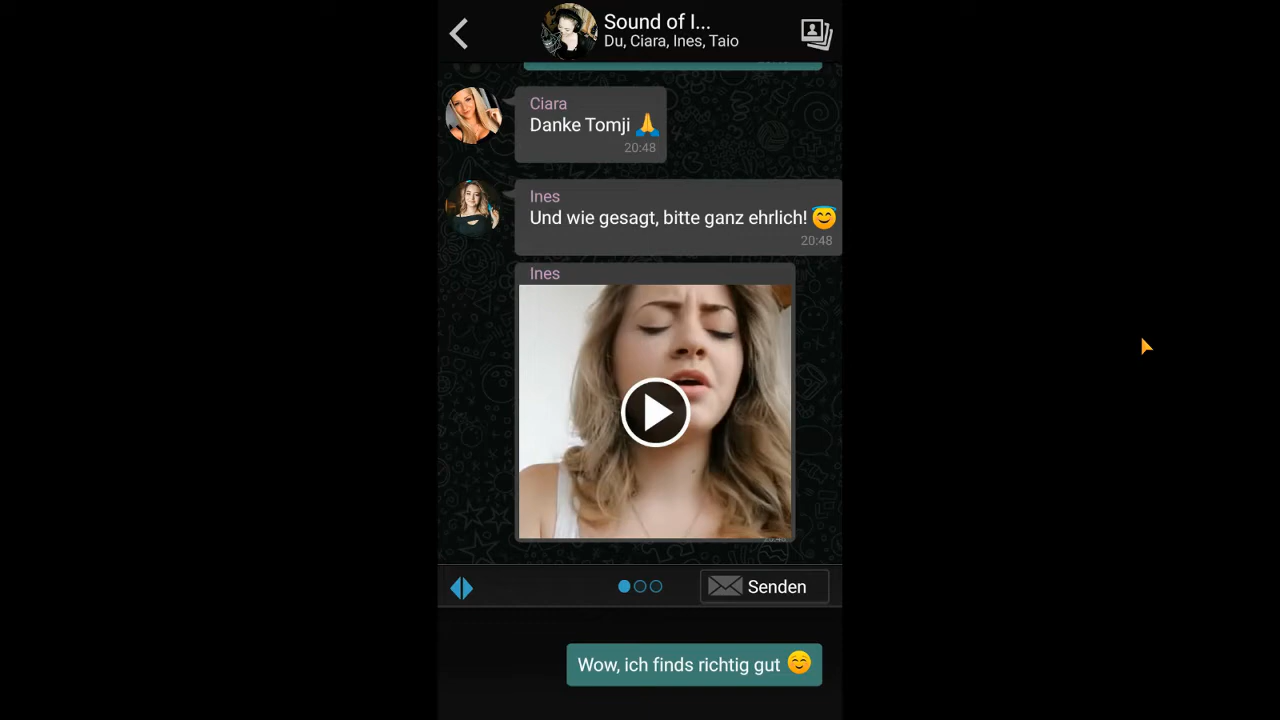 Sound of I...
Du, Ciara, Ines, Taio
Ciara
Danke Tomji 🙏
20:48
Ines
Und wie gesagt, bitte ganz ehrlich! 😇
20:48
Ines
Senden
Wow, ich finds richtig gut ☺️